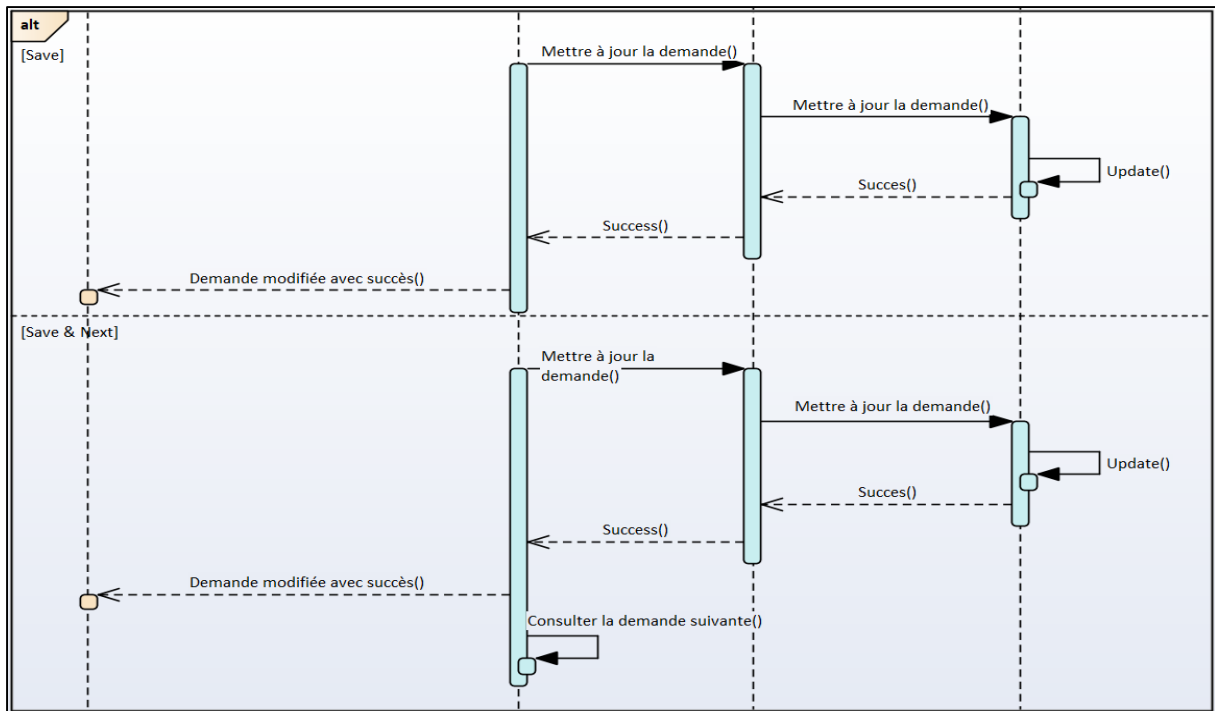 alt
[Save]
Mettre à jour la demande()
Mettre à jour la demande()
Update()
Succes()
Success()
Demande modifiée avec succès()
[Save & Next]
Mettre à jour la
demande()
Mettre à jour la demande()
Update()
Succes()
Success()
Demande modifiée avec succès()
Consulter la demande suivante()